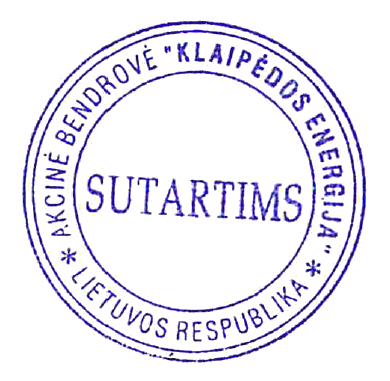 AKCINĖ BENDROVĖ "KLAIPĖDOS ENERGIJA"
SUTARTIMS
* LIETUVOS RESPUBLIKA *